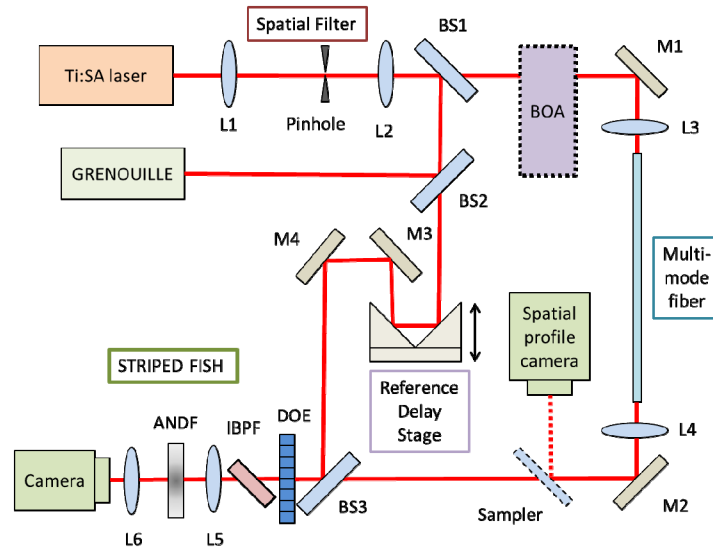 Spatial Filter
BS1
M1
Ti:SA laser
BOA
L1
Pinhole
L2
L3
GRENOUILLE
BS2
M4
M3
Multi-
mode
fiber
Spatial
profile
camera
STRIPED FISH
Reference
Delay
Stage
ANDF
IBPF
DOE
L4
Camera
L6
L5
BS3
Sampler
M2